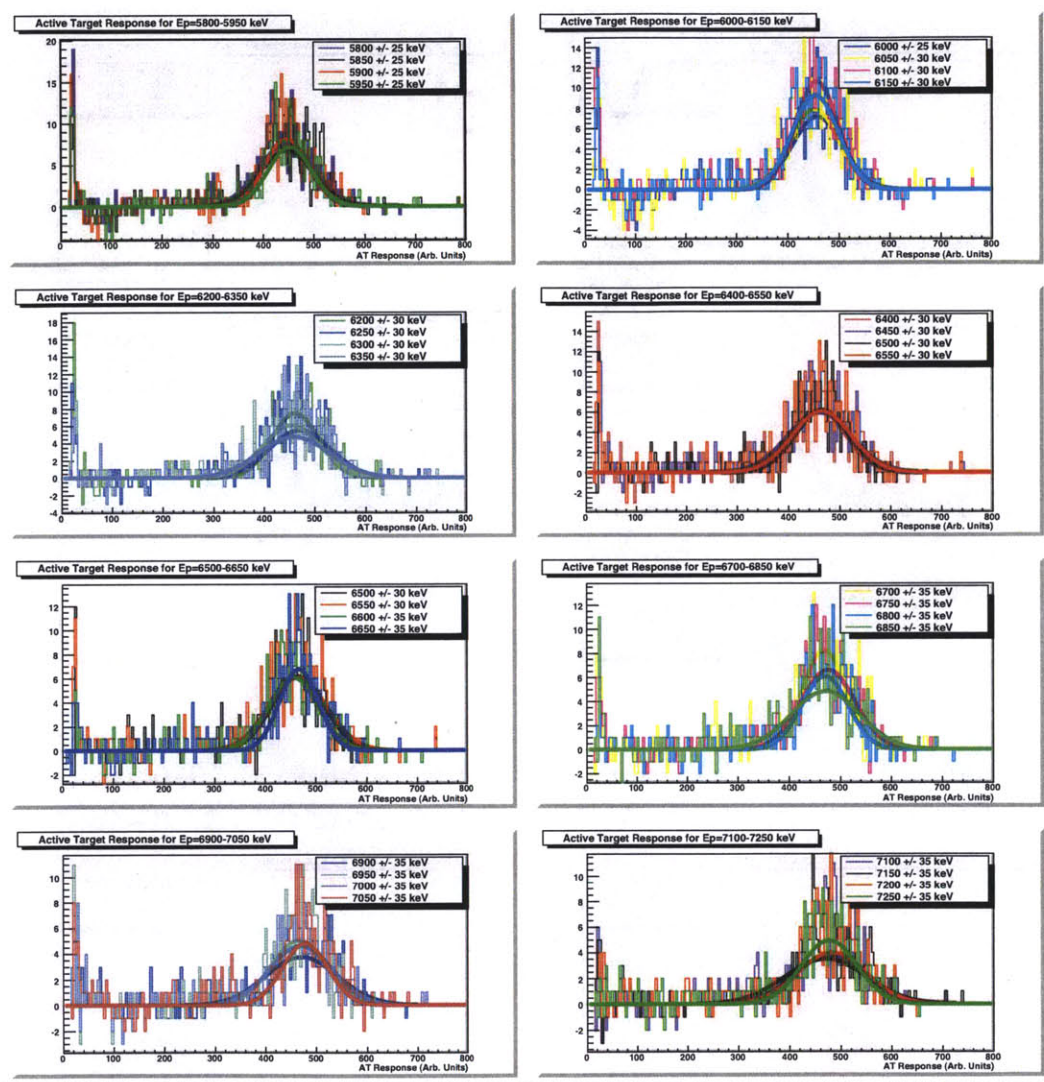 Active Target Response for Ep=5800-5950 keV
5800 +/- 25 keV
5850 +/- 25 keV
5900 +/- 25 keV
5950 +/- 25 keV
20
15
10
5
0
0 100 200 300 400 500 600 700 800
AT Response (Arb. Units)
Active Target Response for Ep=6000-6150 keV
6000 +/- 25 keV
6050 +/- 30 keV
6100 +/- 30 keV
6150 +/- 30 keV
14
12
10
8
6
4
2
0
-2
-4
0 100 200 300 400 500 600 700 800
AT Response (Arb. Units)
Active Target Response for Ep=6200-6350 keV
6200 +/- 30 keV
6250 +/- 30 keV
6300 +/- 30 keV
6350 +/- 30 keV
18
16
14
12
10
8
6
4
2
0
-2
-4
0 100 200 300 400 500 600 700 800
AT Response (Arb. Units)
Active Target Response for Ep=6400-6550 keV
6400 +/- 30 keV
6450 +/- 30 keV
6500 +/- 30 keV
6550 +/- 30 keV
14
12
10
8
6
4
2
0
-2
0 100 200 300 400 500 600 700 800
AT Response (Arb. Units)
Active Target Response for Ep=6500-6650 keV
6500 +/- 30 keV
6550 +/- 30 keV
6600 +/- 35 keV
6650 +/- 35 keV
12
10
8
6
4
2
0
-2
0 100 200 300 400 500 600 700 800
AT Response (Arb. Units)
Active Target Response for Ep=6700-6850 keV
6700 +/- 35 keV
6750 +/- 35 keV
6800 +/- 35 keV
6850 +/- 35 keV
12
10
8
6
4
2
0
-2
0 100 200 300 400 500 600 700 800
AT Response (Arb. Units)
Active Target Response for Ep=6900-7050 keV
6900 +/- 35 keV
6950 +/- 35 keV
7000 +/- 35 keV
7050 +/- 35 keV
10
8
6
4
2
0
-2
0 100 200 300 400 500 600 700 800
AT Response (Arb. Units)
Active Target Response for Ep=7100-7250 keV
7100 +/- 35 keV
7150 +/- 35 keV
7200 +/- 35 keV
7250 +/- 35 keV
10
8
6
4
2
0
-2
0 100 200 300 400 500 600 700 800
AT Response (Arb. Units)